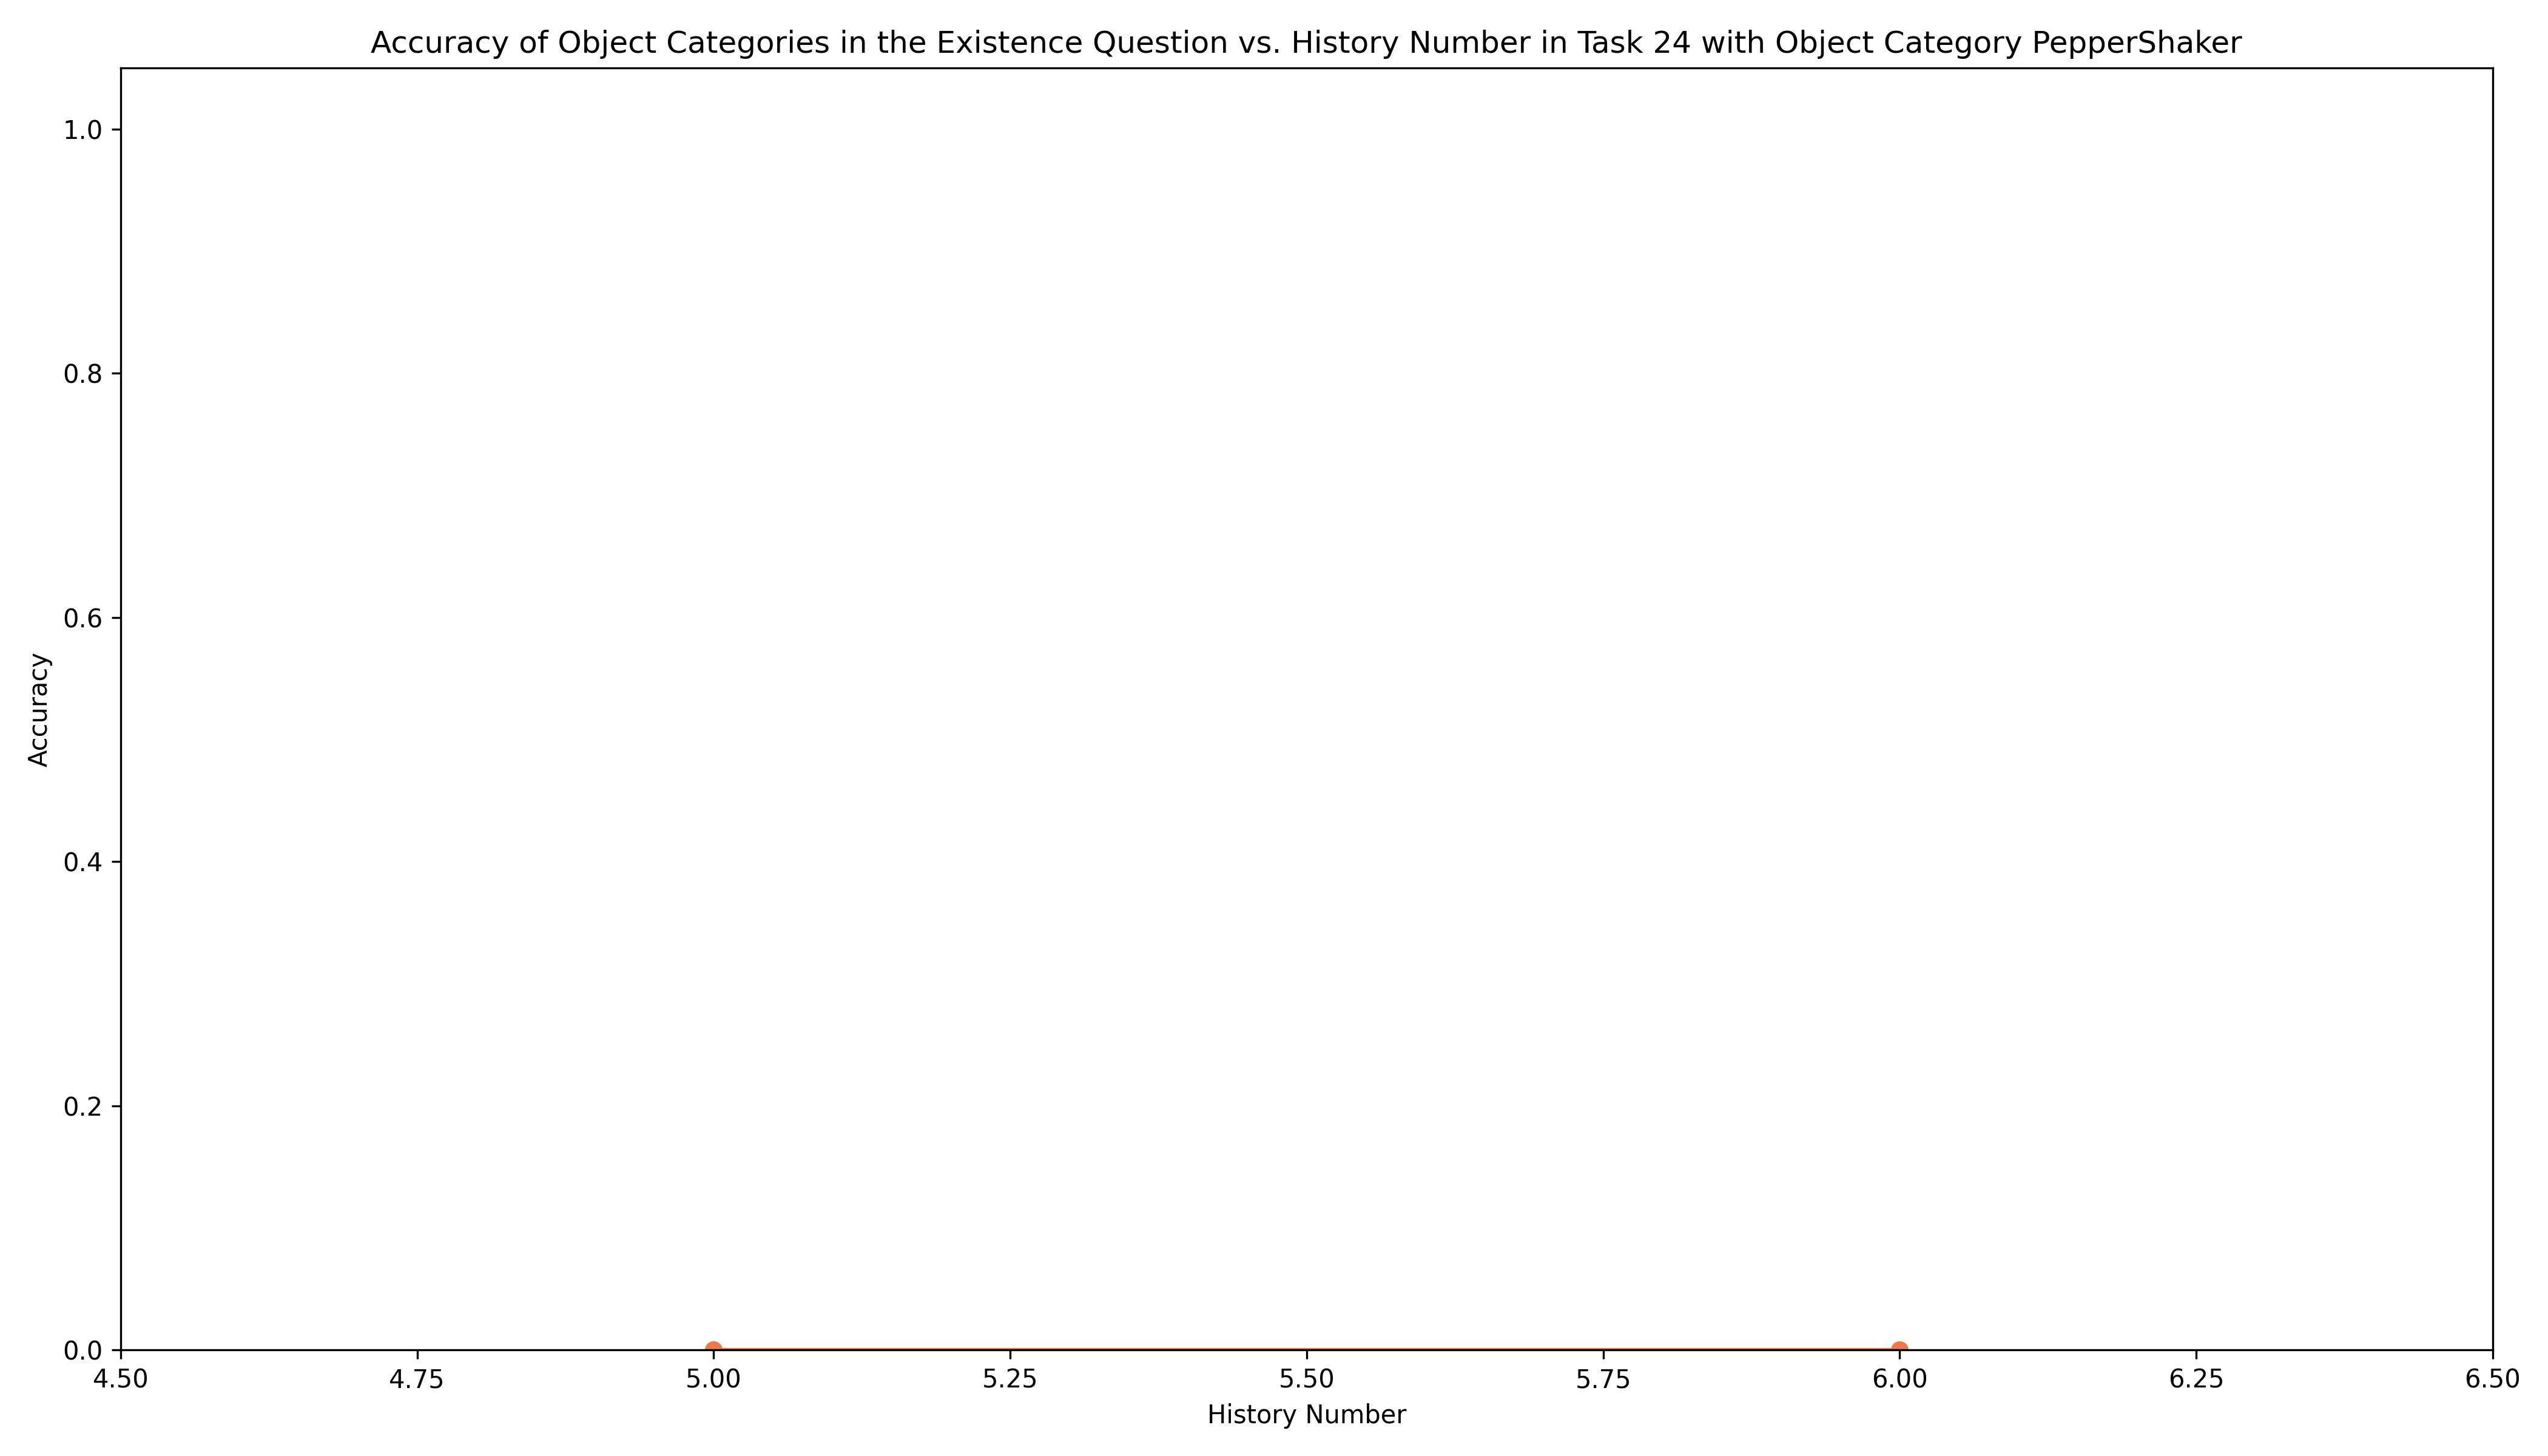 Accuracy of Object Categories in the Existence Question vs. History Number in Task 24 with Object Category PepperShaker
1.0
0.8
0.6
0.4
0.2
0.0
Accuracy
4.50 4.75 5.00 5.25 5.50 5.75 6.00 6.25 6.50
History Number